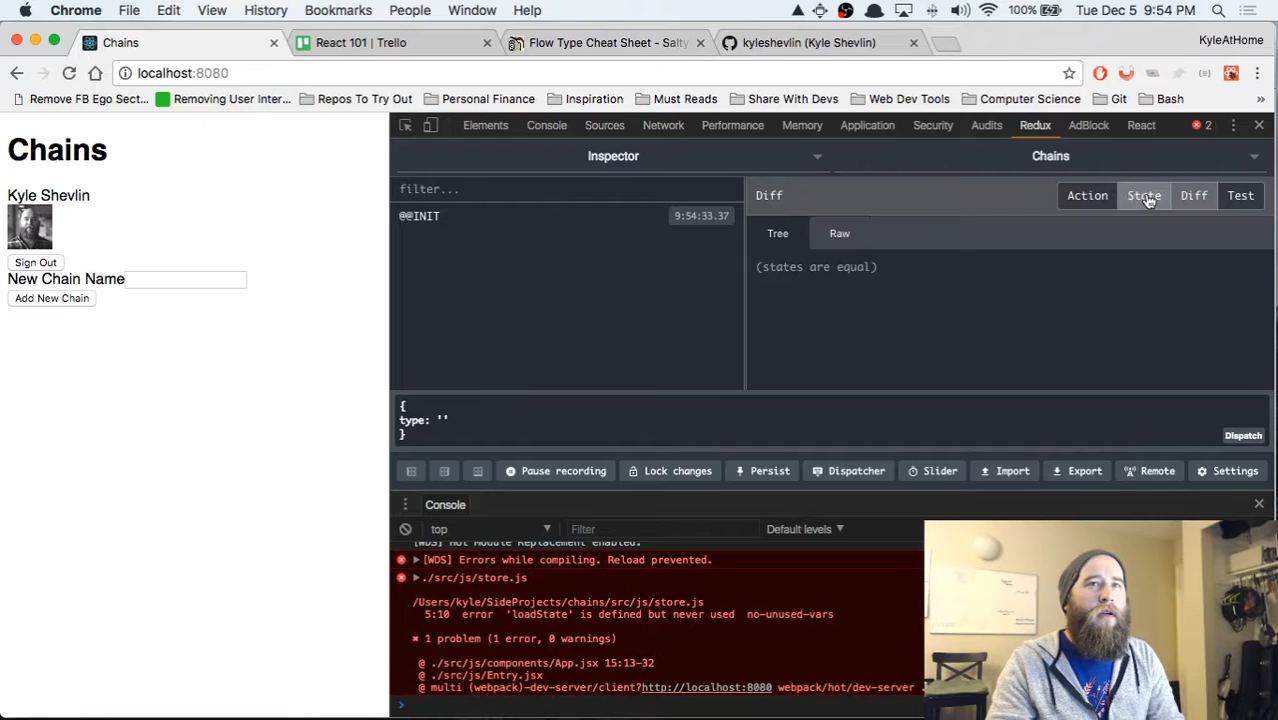 Chrome File Edit View History Bookmarks People Window Help 100% Tue Dec 5 9:54 PM
Chains React 101 | Trello Flow Type Cheat Sheet - Salty kyleshevlin (Kyle Shevlin) KyleAtHome
localhost:8080
Remove FB Ego Sect... Removing User Inter... Repos To Try Out Personal Finance Inspiration Must Reads Share With Devs Web Dev Tools Computer Science Git Bash »
Elements Console Sources Network Performance Memory Application Security Audits Redux AdBlock React 2
Chains
Kyle Shevlin
Sign Out
New Chain Name
Add New Chain
Inspector Chains
filter...
@@INIT 9:54:33.37
Diff Action State Diff Test
Tree Raw
(states are equal)
{
type: ''
}
Dispatch
Pause recording Lock changes Persist Dispatcher Slider Import Export Remote Settings
Console
top Filter Default levels
[WDS] Hot Module Replacement enabled.
[WDS] Errors while compiling. Reload prevented.
./src/js/store.js
/Users/kyle/SideProjects/chains/src/js/store.js
5:10 error 'loadState' is defined but never used no-unused-vars
✖ 1 problem (1 error, 0 warnings)
@ ./src/js/components/App.jsx 15:13-32
@ ./src/js/Entry.jsx
@ multi (webpack)-dev-server/client?http://localhost:8080 webpack/hot/dev-server